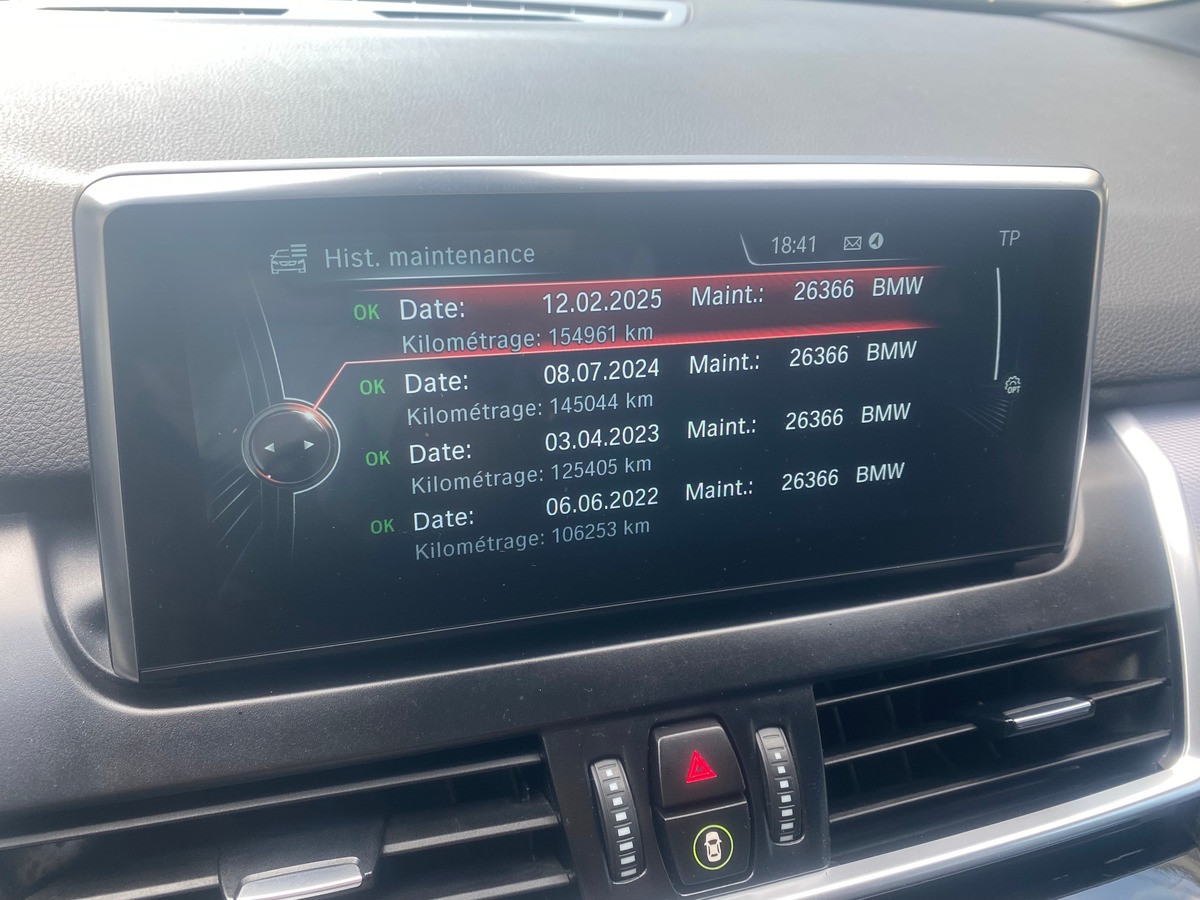 Hist. maintenance 18:41 TP
OK Date: 12.02.2025 Maint.: 26366 BMW
Kilométrage: 154961 km
OK Date: 08.07.2024 Maint.: 26366 BMW
Kilométrage: 145044 km
OK Date: 03.04.2023 Maint.: 26366 BMW
Kilométrage: 125405 km
OK Date: 06.06.2022 Maint.: 26366 BMW
Kilométrage: 106253 km
OPT